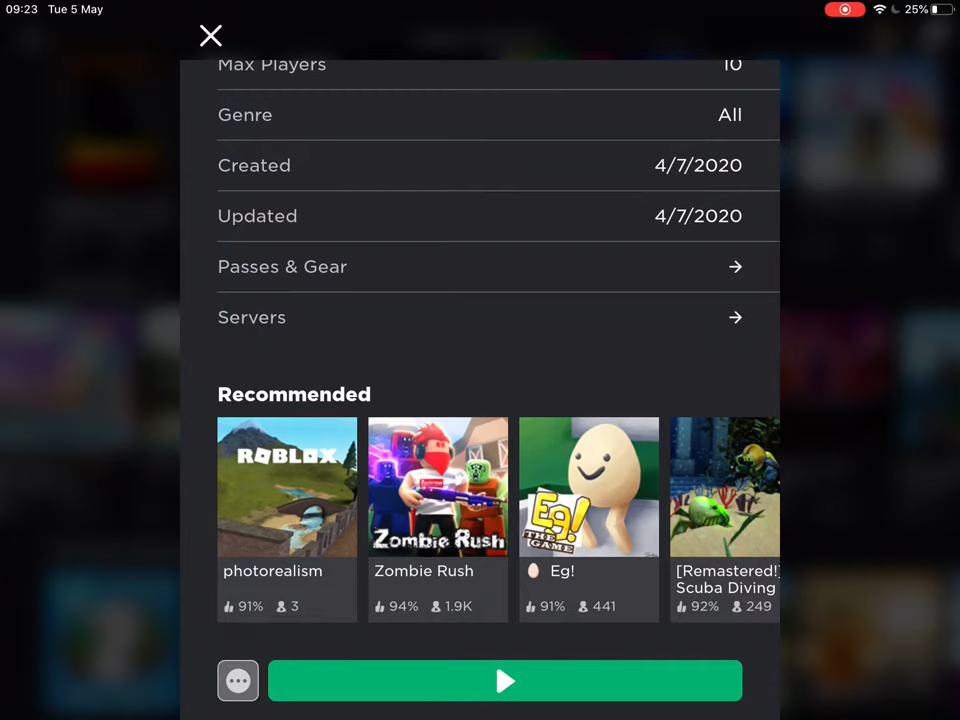 09:23 Tue 5 May 25%
Max Players 10
Genre All
Created 4/7/2020
Updated 4/7/2020
Passes & Gear
Servers
Recommended
ROBLOX
Zombie Rush
Eg!
THE GAME
photorealism
Zombie Rush
Eg!
[Remastered!]
Scuba Diving
91% 3
94% 1.9K
91% 441
92% 249